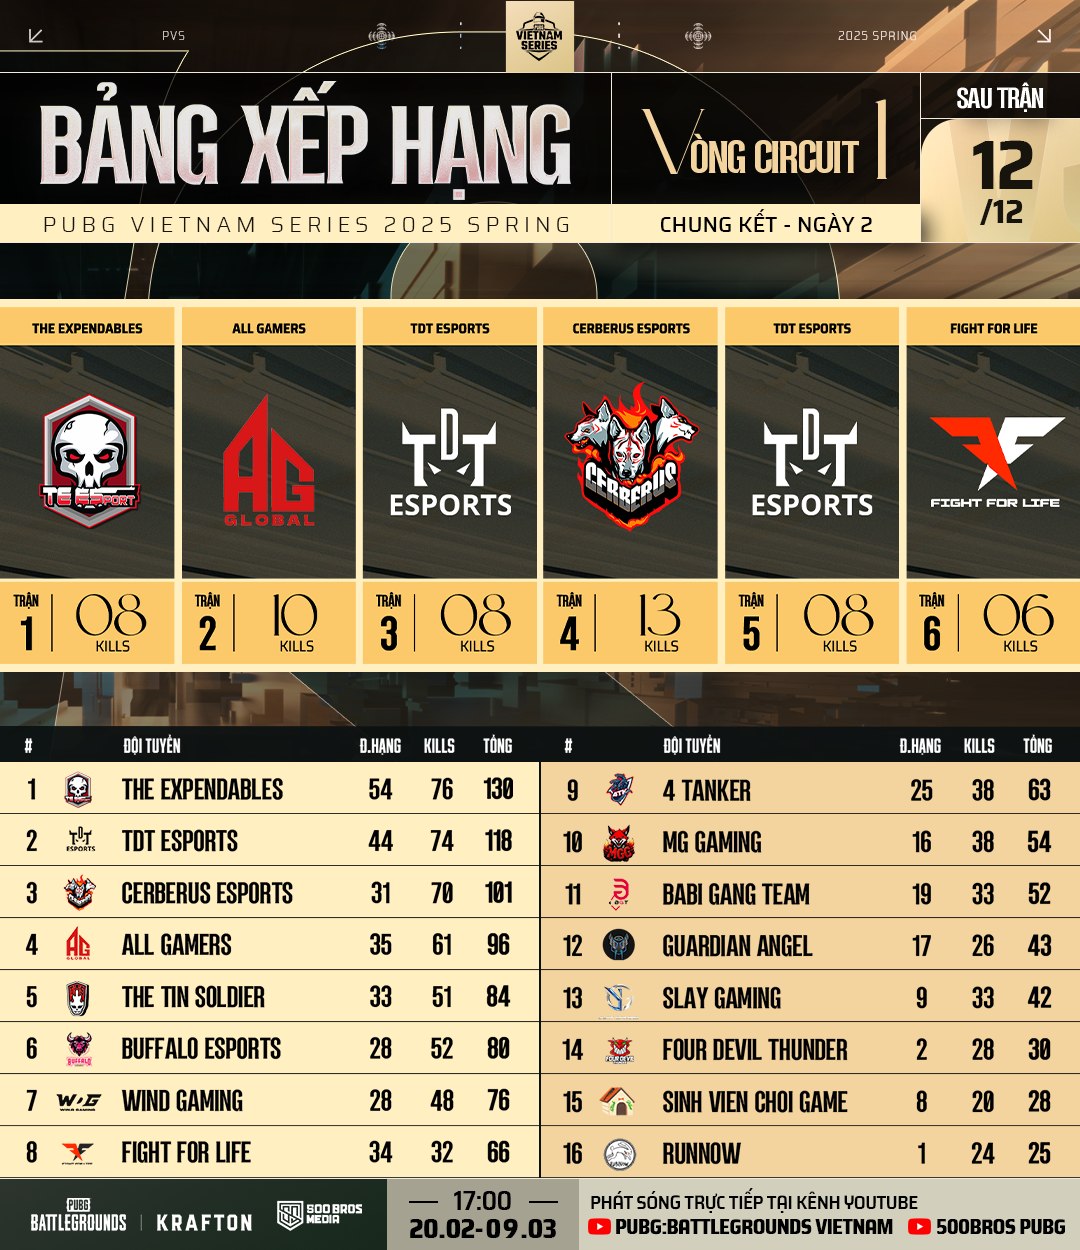 PVS
PUBG
VIETNAM
SERIES
2025 SPRING
BẢNG XẾP HẠNG
VÒNG CIRCUIT 1
SAU TRẬN
12
/12
PUBG VIETNAM SERIES 2025 SPRING
CHUNG KẾT - NGÀY 2
THE EXPENDABLES
ALL GAMERS
TDT ESPORTS
CERBERUS ESPORTS
TDT ESPORTS
FIGHT FOR LIFE
TE ESPORT
AG
GLOBAL
TDT
ESPORTS
CERBERUS
TDT
ESPORTS
FIGHT FOR LIFE
TRẬN 1 08 KILLS
TRẬN 2 10 KILLS
TRẬN 3 08 KILLS
TRẬN 4 13 KILLS
TRẬN 5 08 KILLS
TRẬN 6 06 KILLS
# ĐỘI TUYỂN Đ.HẠNG KILLS TỔNG
1 THE EXPENDABLES 54 76 130
2 TDT ESPORTS 44 74 118
3 CERBERUS ESPORTS 31 70 101
4 ALL GAMERS 35 61 96
5 THE TIN SOLDIER 33 51 84
6 BUFFALO ESPORTS 28 52 80
7 WIND GAMING 28 48 76
8 FIGHT FOR LIFE 34 32 66
# ĐỘI TUYỂN Đ.HẠNG KILLS TỔNG
9 4 TANKER 25 38 63
10 MG GAMING 16 38 54
11 BABI GANG TEAM 19 33 52
12 GUARDIAN ANGEL 17 26 43
13 SLAY GAMING 9 33 42
14 FOUR DEVIL THUNDER 2 28 30
15 SINH VIEN CHOI GAME 8 20 28
16 RUNNOW 1 24 25
PUBG
BATTLEGROUNDS
KRAFTON
500 BROS
MEDIA
17:00
20.02-09.03
PHÁT SÓNG TRỰC TIẾP TẠI KÊNH YOUTUBE
PUBG:BATTLEGROUNDS VIETNAM 500BROS PUBG